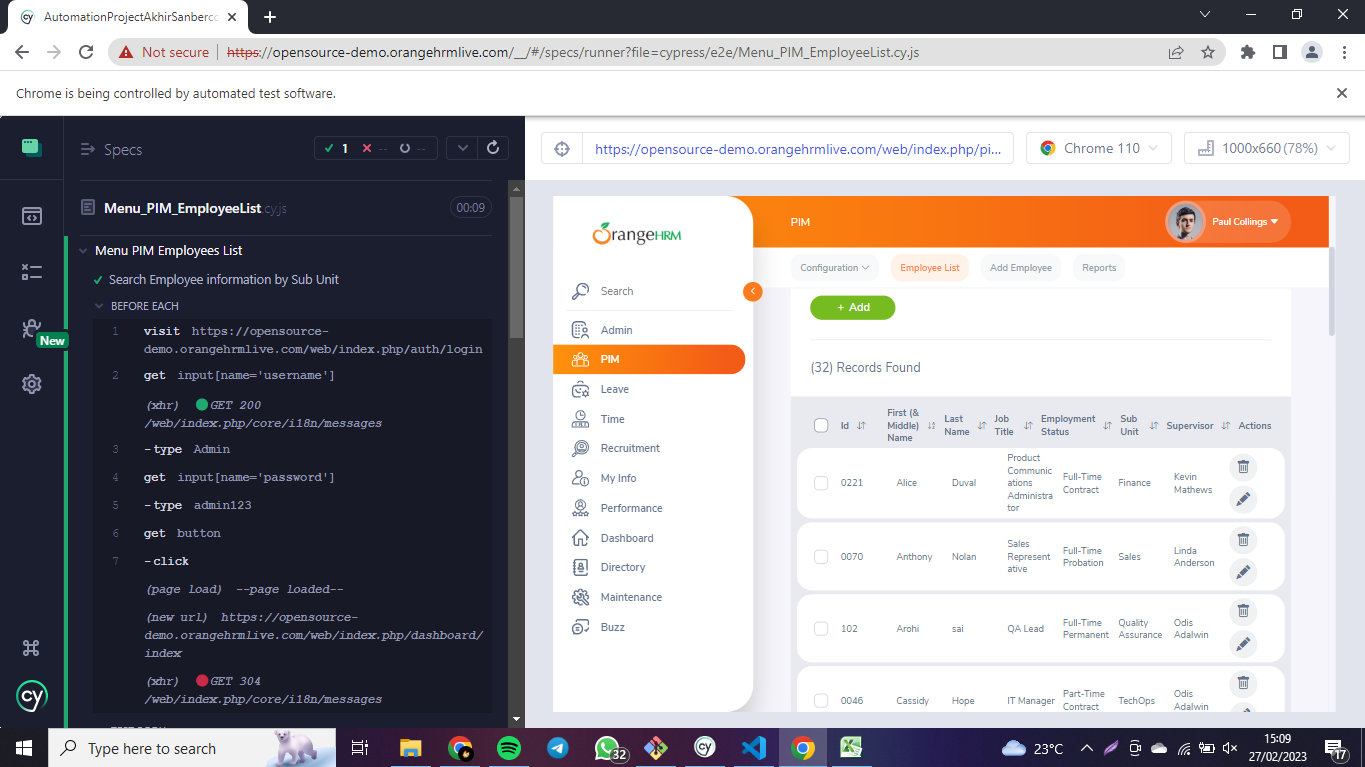 AutomationProjectAkhirSanberco
Not secure
https://opensource-demo.orangehrmlive.com/__/#/specs/runner?file=cypress/e2e/Menu_PIM_EmployeeList.cy.js
Chrome is being controlled by automated test software.
Specs
1 -- --
https://opensource-demo.orangehrmlive.com/web/index.php/pi...
Chrome 110
1000x660 (78%)
Menu_PIM_EmployeeList.cy.js
00:09
Menu PIM Employees List
Search Employee information by Sub Unit
BEFORE EACH
1 visit https://opensource-
demo.orangehrmlive.com/web/index.php/auth/login
2 get input[name='username']
(xhr) GET 200
/web/index.php/core/i18n/messages
3 -type Admin
4 get input[name='password']
5 -type admin123
6 get button
7 -click
(page load) --page loaded--
(new url) https://opensource-
demo.orangehrmlive.com/web/index.php/dashboard/
index
(xhr) GET 304
/web/index.php/core/i18n/messages
New
cy
OrangeHRM
Search
Admin
PIM
Leave
Time
Recruitment
My Info
Performance
Dashboard
Directory
Maintenance
Buzz
PIM
Paul Collings
Configuration
Employee List
Add Employee
Reports
+ Add
(32) Records Found
Id
First (&
Middle)
Name
Last
Name
Job
Title
Employment
Status
Sub
Unit
Supervisor
Actions
0221
Alice
Duval
Product
Communic
ations
Administra
tor
Full-Time
Contract
Finance
Kevin
Mathews
0070
Anthony
Nolan
Sales
Represent
ative
Full-Time
Probation
Sales
Linda
Anderson
102
Arohi
sai
QA Lead
Full-Time
Permanent
Quality
Assurance
Odis
Adalwin
0046
Cassidy
Hope
IT Manager
Part-Time
Contract
TechOps
Odis
Adalwin
Type here to search
32
cy
23°C
15:09
27/02/2023
17